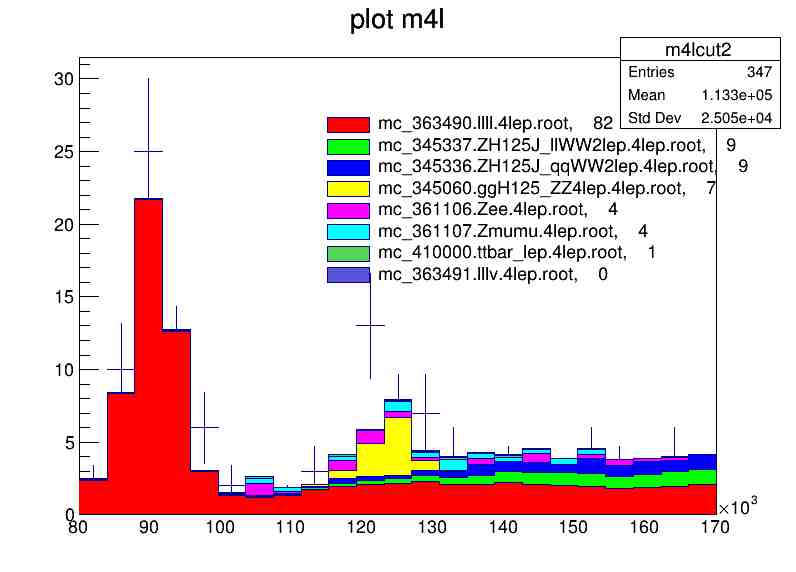 plot m4l
m4lcut2
Entries 347
Mean 1.133e+05
Std Dev 2.505e+04
mc_363490.llll.4lep.root, 82
mc_345337.ZH125J_llWW2lep.4lep.root, 9
mc_345336.ZH125J_qqWW2lep.4lep.root, 9
mc_345060.ggH125_ZZ4lep.4lep.root, 7
mc_361106.Zee.4lep.root, 4
mc_361107.Zmumu.4lep.root, 4
mc_410000.ttbar_lep.4lep.root, 1
mc_363491.lllv.4lep.root, 0
30
25
20
15
10
5
0
80 90 100 110 120 130 140 150 160 170
×10³